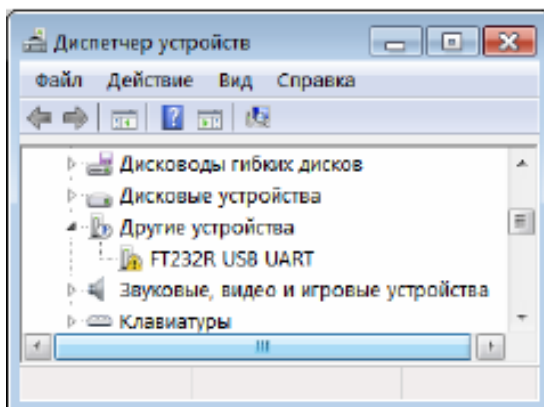 Диспетчер устройств
Файл Действие Вид Справка
Дисководы гибких дисков
Дисковые устройства
Другие устройства
FT232R USB UART
Звуковые, видео и игровые устройства
Клавиатуры